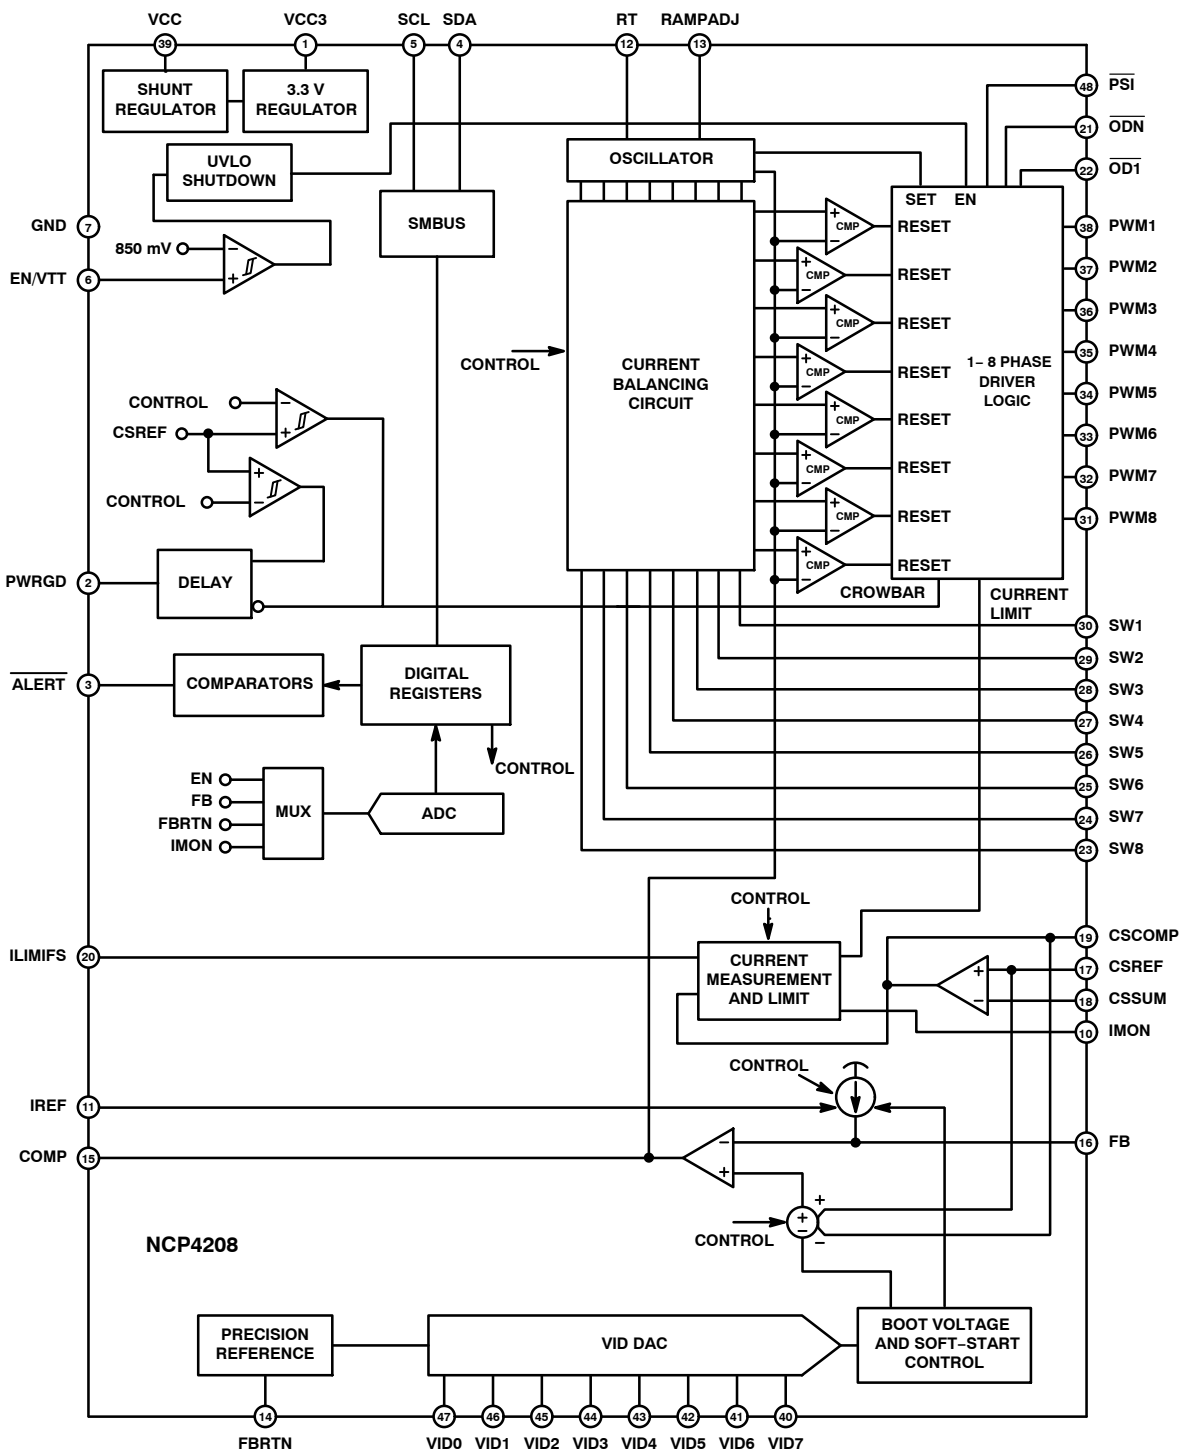 VCC VCC3 SCL SDA RT RAMPADJ
39 1 5 4 12 13
SHUNT
REGULATOR
3.3 V
REGULATOR
UVLO
SHUTDOWN
GND 7
850 mV
− +
EN/VTT 6
SMBUS
OSCILLATOR
CONTROL
CURRENT
BALANCING
CIRCUIT
+ − CMP
+ − CMP
+ − CMP
+ − CMP
+ − CMP
+ − CMP
+ − CMP
+ − CMP
SET EN
RESET
RESET
RESET
RESET
RESET
RESET
RESET
RESET
1− 8 PHASE
DRIVER
LOGIC
48 PSI
21 ODN
22 OD1
38 PWM1
37 PWM2
36 PWM3
35 PWM4
34 PWM5
33 PWM6
32 PWM7
31 PWM8
CROWBAR
CURRENT
LIMIT
CONTROL −
CSREF +
+
CONTROL −
PWRGD 2
DELAY
ALERT 3
COMPARATORS
DIGITAL
REGISTERS
CONTROL
EN
FB
FBRTN
IMON
MUX
ADC
30 SW1
29 SW2
28 SW3
27 SW4
26 SW5
25 SW6
24 SW7
23 SW8
CONTROL
ILIMIFS 20
CURRENT
MEASUREMENT
AND LIMIT
+ −
19 CSCOMP
17 CSREF
18 CSSUM
10 IMON
CONTROL
IREF 11
COMP 15
− +
16 FB
+
+ −
−
CONTROL
NCP4208
PRECISION
REFERENCE
VID DAC
BOOT VOLTAGE
AND SOFT−START
CONTROL
14 47 46 45 44 43 42 41 40
FBRTN VID0 VID1 VID2 VID3 VID4 VID5 VID6 VID7